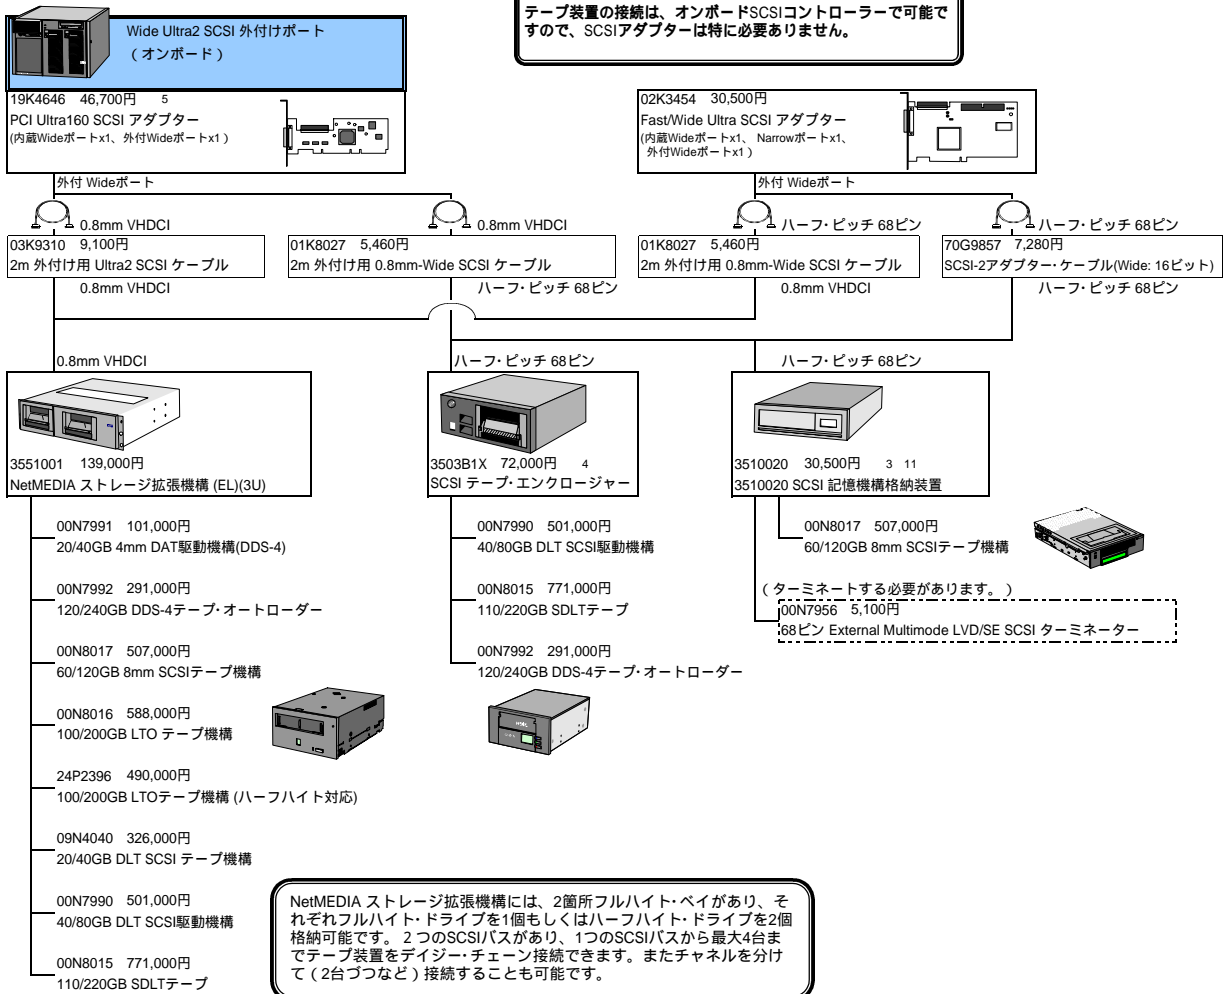 テープ装置の接続は、オンボードSCSIコントローラーで可能で
すので、SCSIアダプターは特に必要ありません。
Wide Ultra2 SCSI 外付けポート
（オンボード）
19K4646 46,700円 5
PCI Ultra160 SCSI アダプター
(内蔵Wideポートx1、外付Wideポートx1）
02K3454 30,500円
Fast/Wide Ultra SCSI アダプター
(内蔵Wideポートx1、 Narrowポートx1、
外付Wideポートx1）
外付 Wideポート
外付 Wideポート
0.8mm VHDCI
0.8mm VHDCI
ハーフ・ピッチ 68ピン
ハーフ・ピッチ 68ピン
03K9310 9,100円
2m 外付け用 Ultra2 SCSI ケーブル
01K8027 5,460円
2m 外付け用 0.8mm-Wide SCSI ケーブル
01K8027 5,460円
2m 外付け用 0.8mm-Wide SCSI ケーブル
70G9857 7,280円
SCSI-2アダプター・ケーブル(Wide: 16ビット)
0.8mm VHDCI
ハーフ・ピッチ 68ピン
0.8mm VHDCI
ハーフ・ピッチ 68ピン
0.8mm VHDCI
ハーフ・ピッチ 68ピン
ハーフ・ピッチ 68ピン
3551001 139,000円
NetMEDIA ストレージ拡張機構 (EL)(3U)
3503B1X 72,000円 4
SCSI テープ・エンクロージャー
3510020 30,500円 3 11
3510020 SCSI 記憶機構格納装置
00N7991 101,000円
20/40GB 4mm DAT駆動機構(DDS-4)
00N7992 291,000円
120/240GB DDS-4テープ・オートローダー
00N8017 507,000円
60/120GB 8mm SCSIテープ機構
00N8016 588,000円
100/200GB LTO テープ機構
24P2396 490,000円
100/200GB LTOテープ機構 (ハーフハイト対応)
09N4040 326,000円
20/40GB DLT SCSI テープ機構
00N7990 501,000円
40/80GB DLT SCSI駆動機構
00N8015 771,000円
110/220GB SDLTテープ
00N7990 501,000円
40/80GB DLT SCSI駆動機構
00N8015 771,000円
110/220GB SDLTテープ
00N7992 291,000円
120/240GB DDS-4テープ・オートローダー
00N8017 507,000円
60/120GB 8mm SCSIテープ機構
（ターミネートする必要があります。）
00N7956 5,100円
68ピン External Multimode LVD/SE SCSI ターミネーター
NetMEDIA ストレージ拡張機構には、2箇所フルハイト・ベイがあり、そ
れぞれフルハイト・ドライブを1個もしくはハーフハイト・ドライブを2個
格納可能です。２つのSCSIバスがあり、1つのSCSIバスから最大4台ま
でテープ装置をデイジー・チェーン接続できます。またチャネルを分け
て（2台づつなど）接続することも可能です。